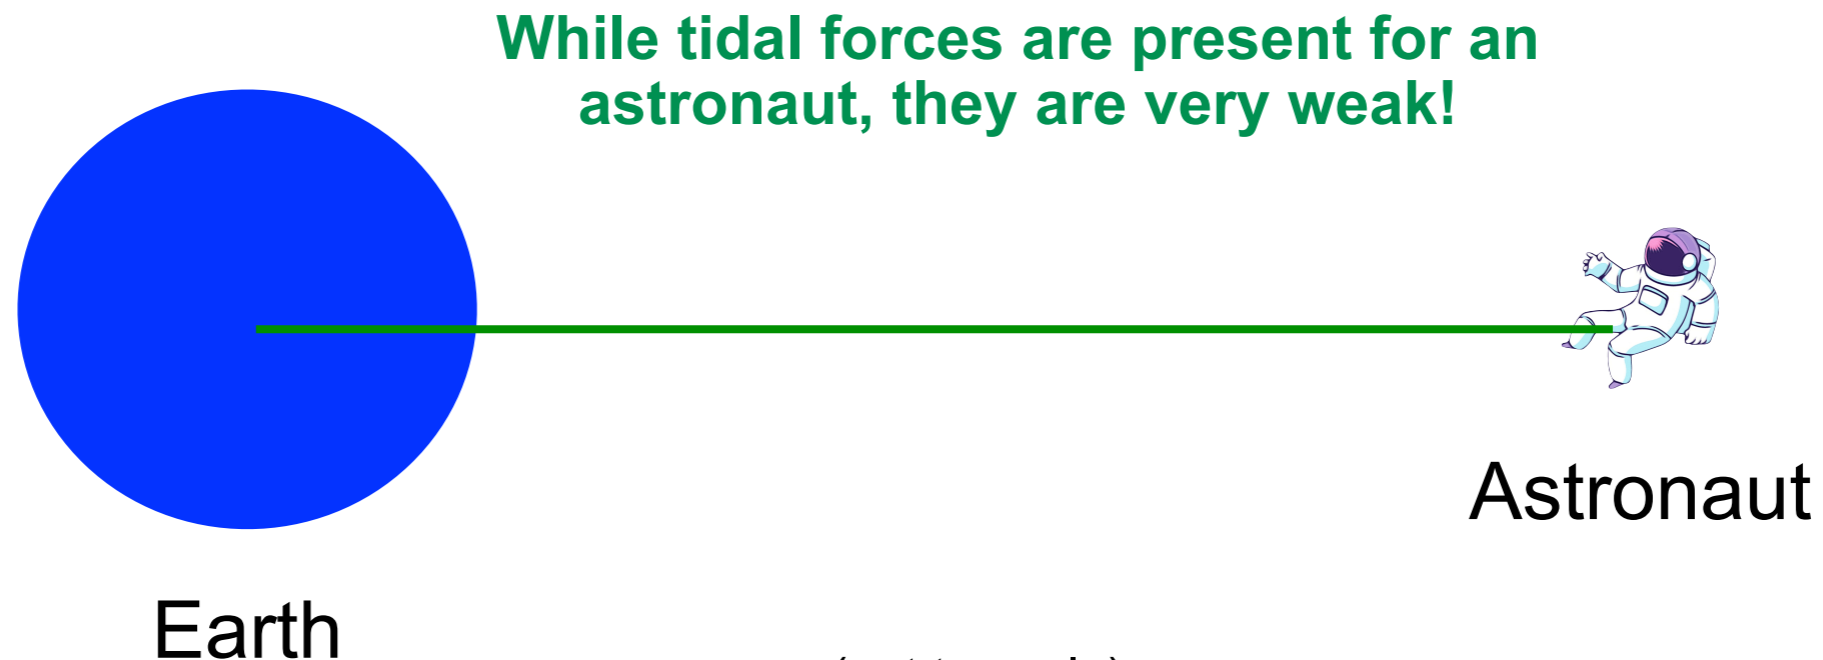 While tidal forces are present for an
astronaut, they are very weak!
Astronaut
Earth